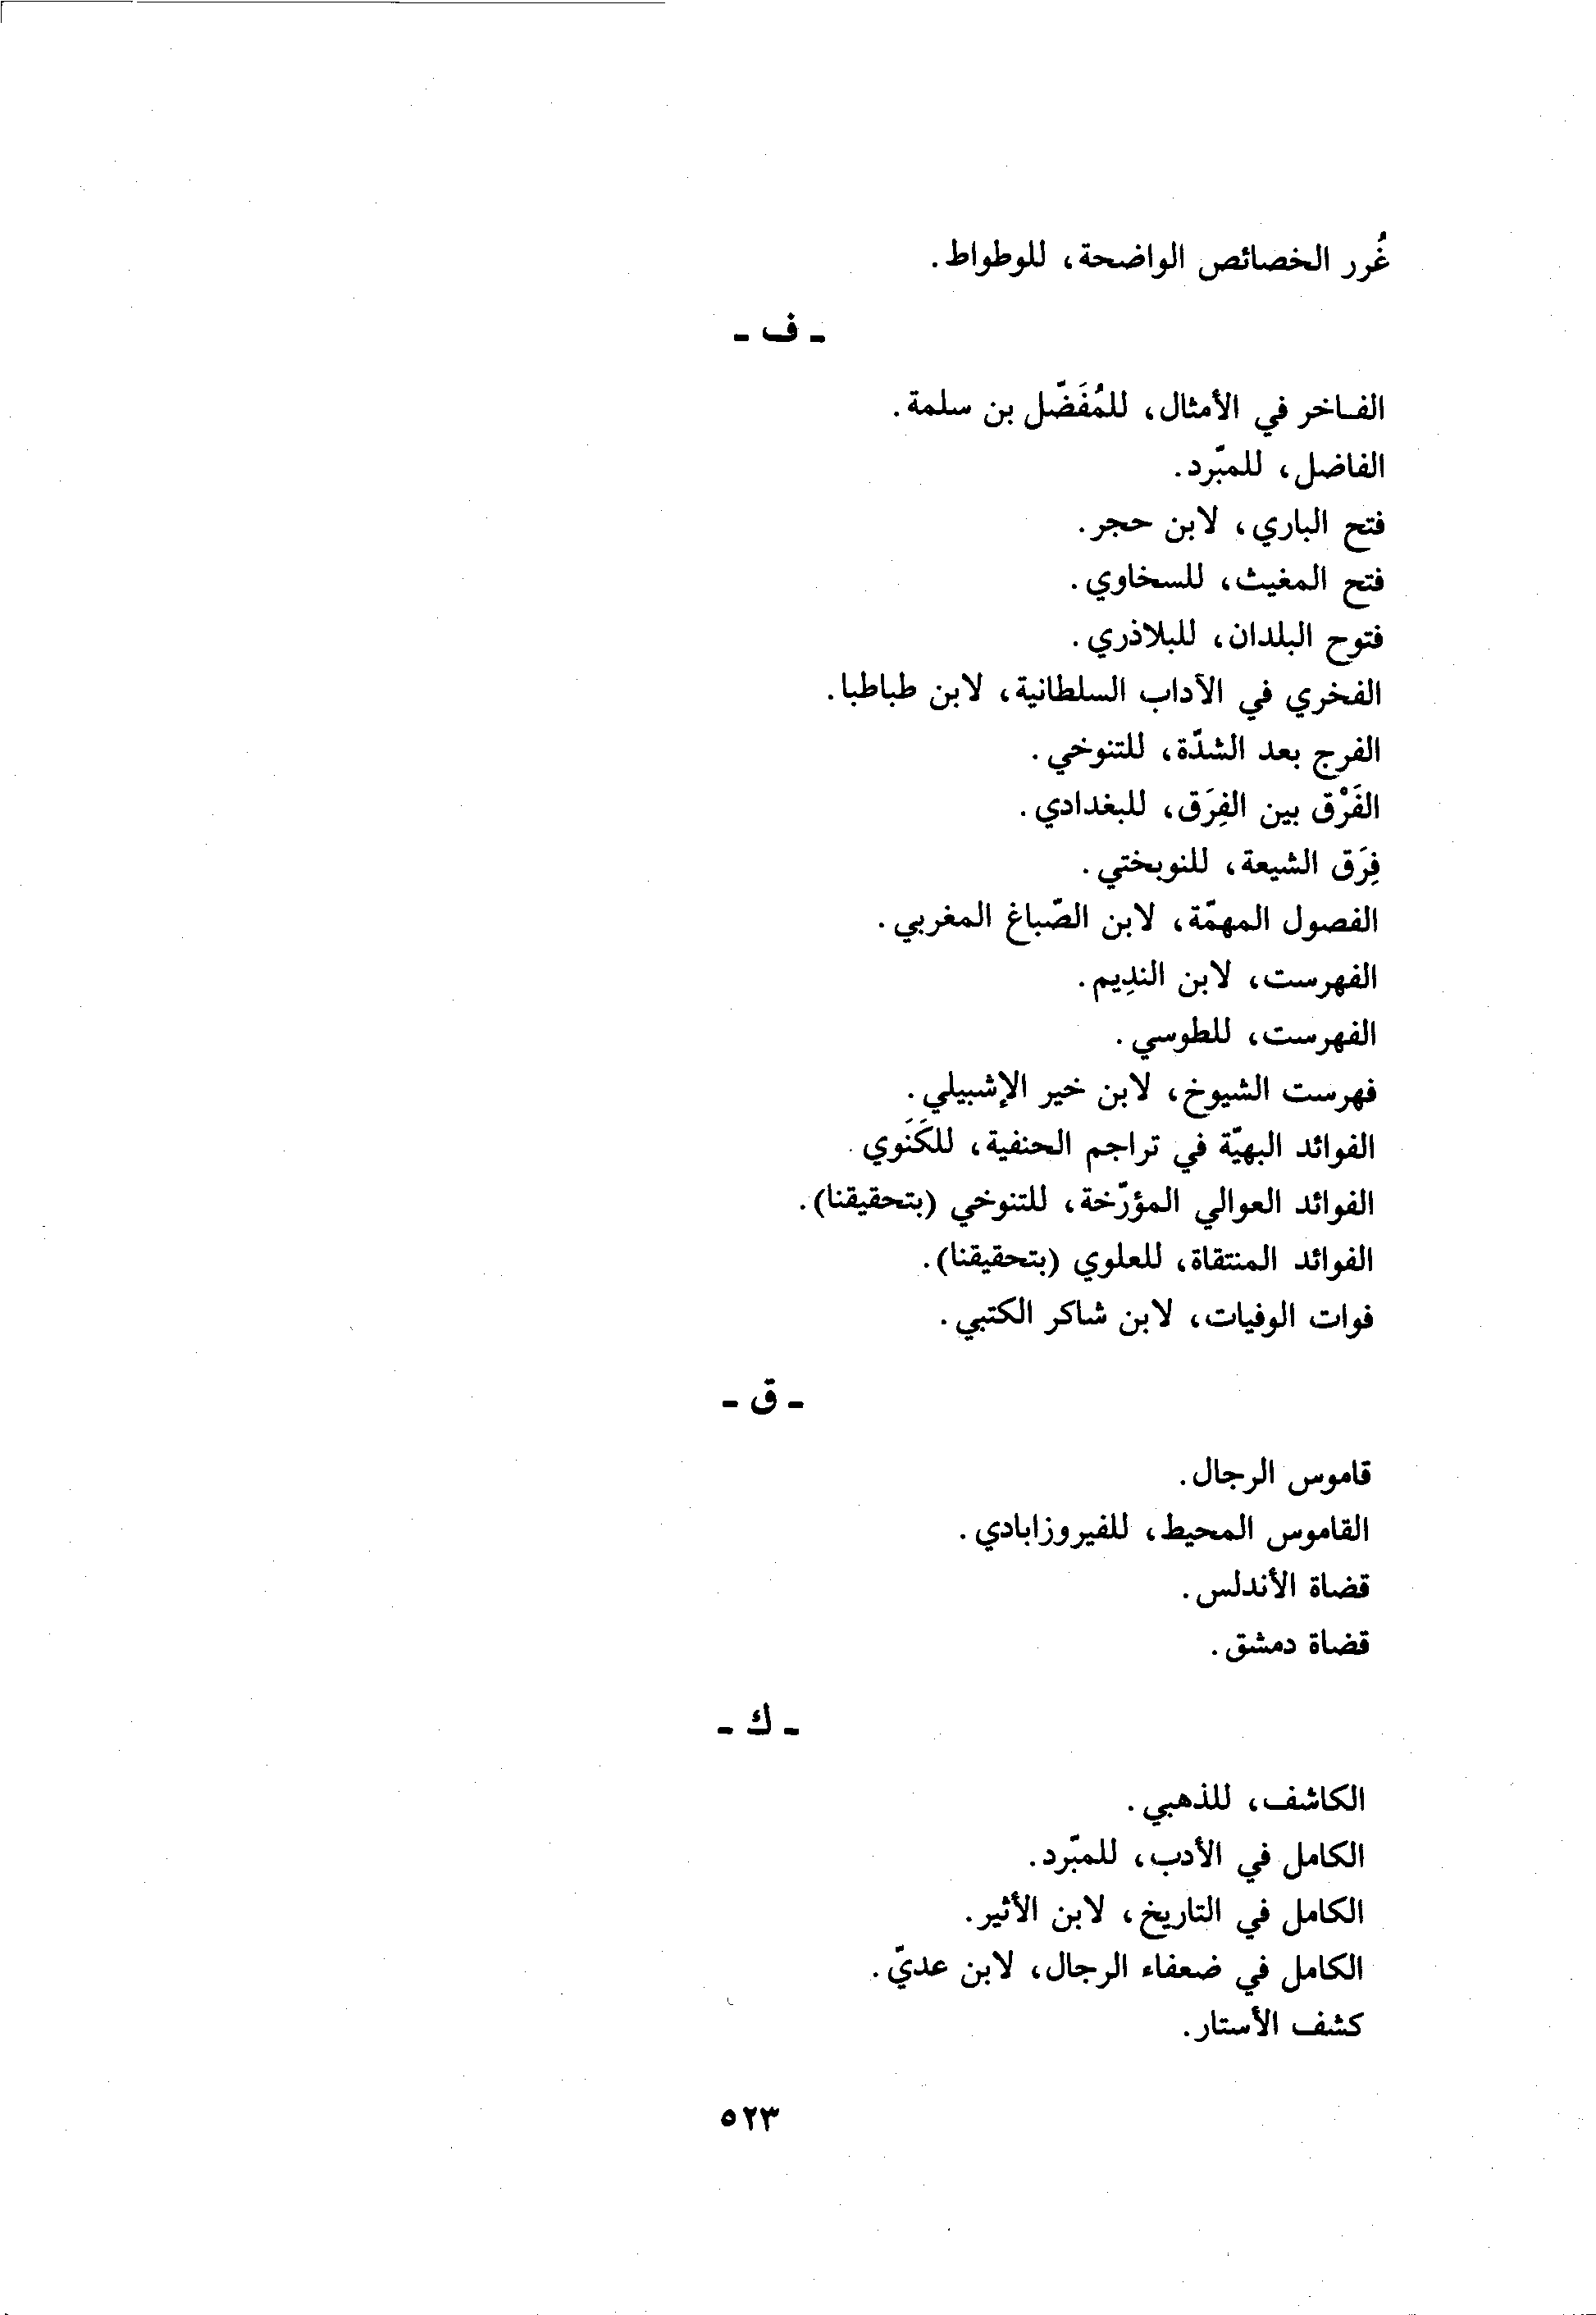 غُرر الخصائص الواضحة، للوطواط.
- ف -
الفاخر في الأمثال، للمُفَضّل بن سلمة.
الفاضل، للمبّرد.
فتح الباري، لابن حجر.
فتح المغيث، للسخاوي.
فتوح البلدان، للبلاذري.
الفخري في الآداب السلطانية، لابن طباطبا.
الفرج بعد الشدّة، للتنوخي.
الفَرْق بين الفِرَق، للبغدادي.
فِرَق الشيعة، للنوبختي.
الفصول المهمّة، لابن الصّباغ المغربي.
الفهرست، لابن النديم.
الفهرست، للطوسي.
فهرست الشيوخ، لابن خير الإشبيلي.
الفوائد البهيّة في تراجم الحنفية، للكَنَوي.
الفوائد العوالي المؤرّخة، للتنوخي (بتحقيقنا).
الفوائد المنتقاة، للعلوي (بتحقيقنا).
فوات الوفيات، لابن شاكر الكتبي.
- ق -
قاموس الرجال.
القاموس المحيط، للفيروزابادي.
قضاة الأندلس.
قضاة دمشق.
- ك -
الكاشف، للذهبي.
الكامل في الأدب، للمبّرد.
الكامل في التاريخ، لابن الأثير.
الكامل في ضعفاء الرجال، لابن عديّ.
كشف الأستار.
٥٢٣